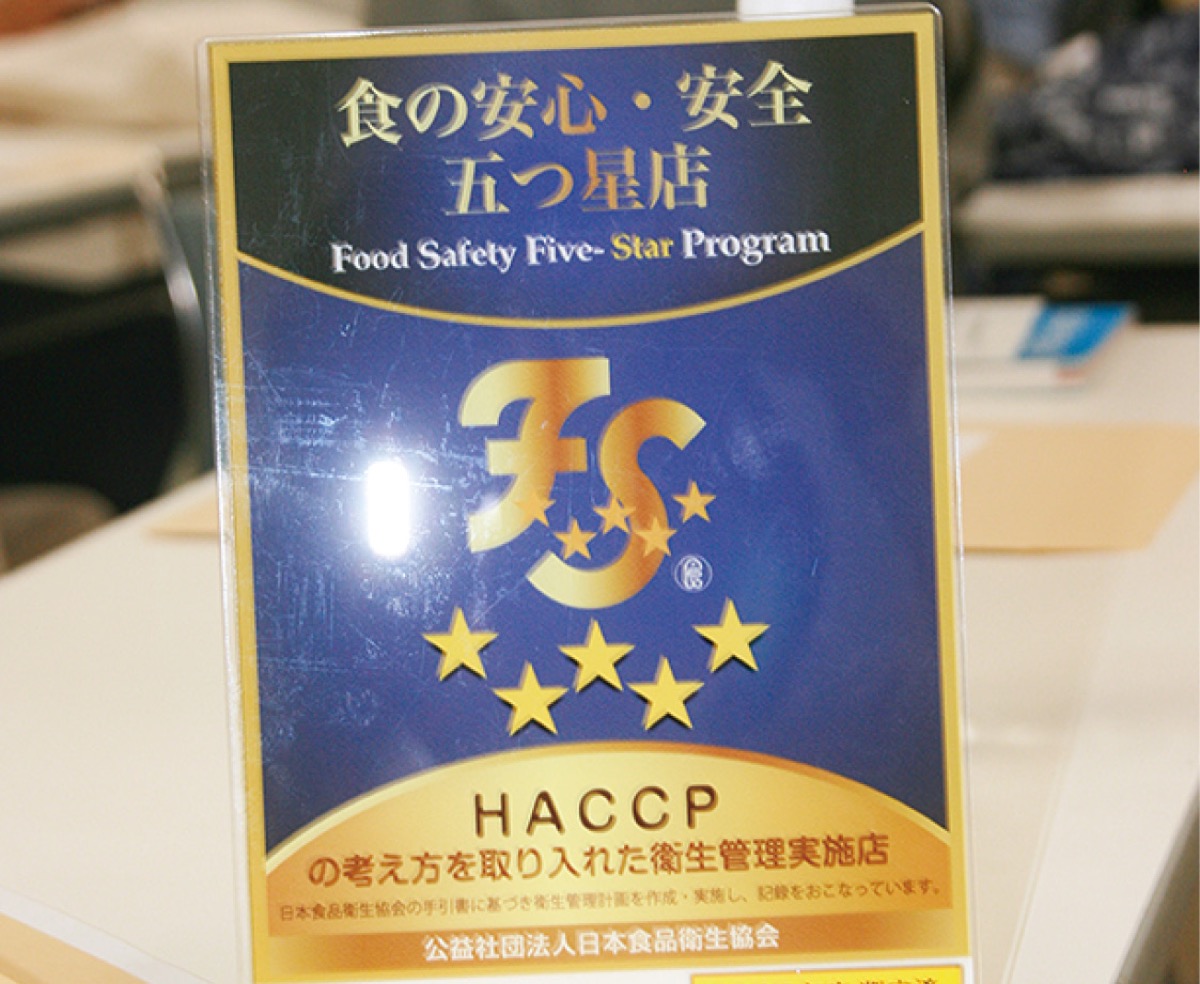 食の安心・安全
五つ星店
Food Safety Five-Star Program
FS
HACCP
の考え方を取り入れた衛生管理実施店
日本食品衛生協会の手引書に基づき衛生管理計画を作成・実施し、記録をおこなっています。
公益社団法人日本食品衛生協会